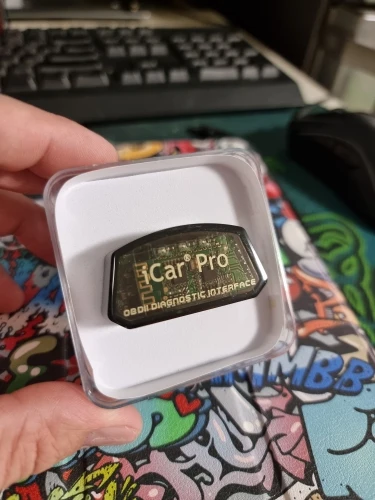 iCar® Pro
OBDII DIAGNOSTIC INTERFACE